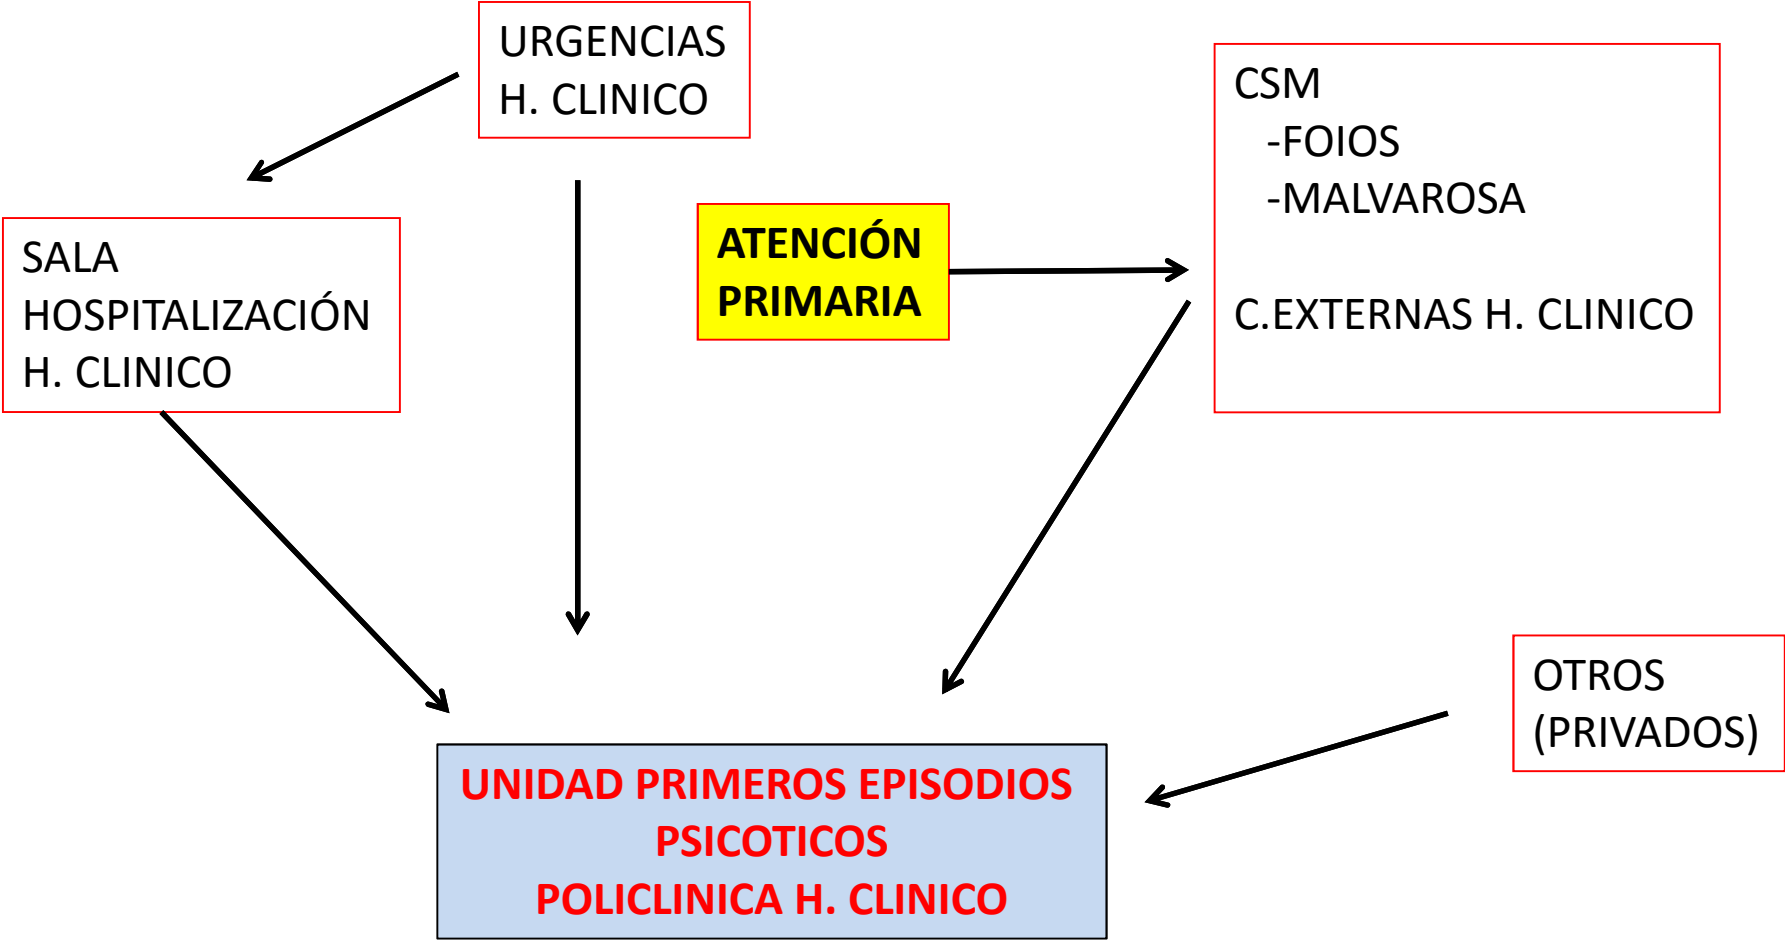 URGENCIAS
H. CLINICO
CSM
-FOIOS
-MALVAROSA
C.EXTERNAS H. CLINICO
SALA
HOSPITALIZACIÓN
H. CLINICO
ATENCIÓN
PRIMARIA
OTROS
(PRIVADOS)
UNIDAD PRIMEROS EPISODIOS
PSICOTICOS
POLICLINICA H. CLINICO